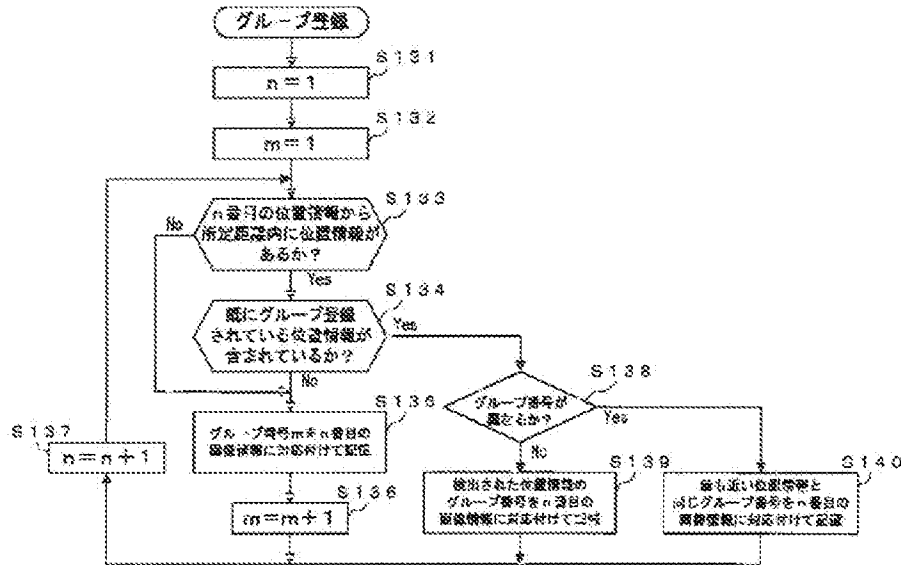 グループ登録
S131
n=1
S132
m=1
S133
n番目の位置情報から
所定距離内に位置情報が
あるか？
No
Yes
S134
既にグループ登録
されている位置情報が
含まれているか？
Yes
No
S138
グループ番号が
異なるか？
Yes
No
グループ番号mをn番目の
画像情報に対応付けて記憶
S137
n=n+1
S136
m=m+1
S139
検出された位置情報の
グループ番号をn番目の
画像情報に対応付けて記憶
S140
最も近い位置情報と
同じグループ番号をn番目の
画像情報に対応付けて記憶